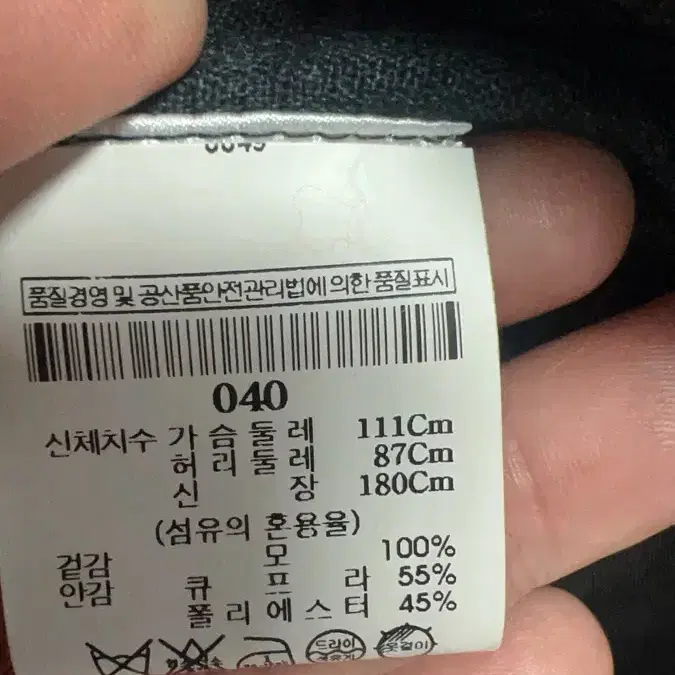 품질경영 및 공산품안전관리법에 의한 품질표시
040
신체치수 가슴둘레 111Cm
허리둘레 87Cm
신장 180Cm
(섬유의 혼용율)
겉감 모 100%
안감 큐프라 55%
폴리에스터 45%
드라이
옷걸이